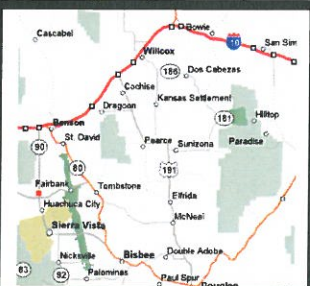 Cascabel
Bowie
10
San Sim
Willcox
186
Dos Cabezas
Cochise
Kansas Settlement
Dragoon
181
Hilltop
Benson
St. David
Pearce
Sunizona
Paradise
90
80
191
Fairbank
Tombstone
Elfrida
Huachuca City
McNeal
Sierra Vista
Nicksville
Bisbee
Double Adobe
83
92
Palominas
Paul Spur
Douglas